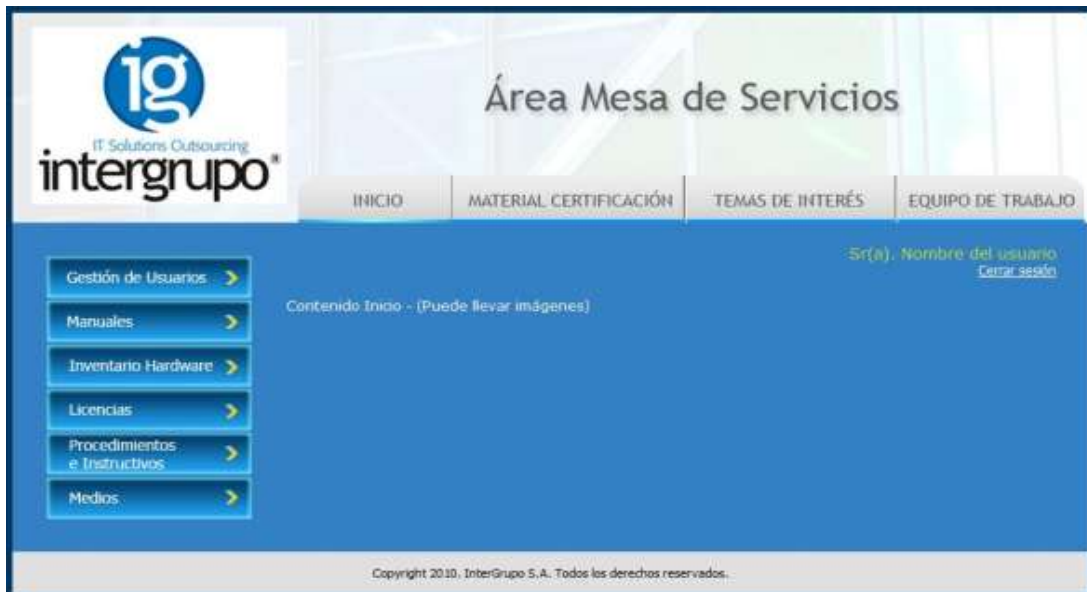 ig
IT Solutions Outsourcing
intergrupo®
Área Mesa de Servicios
INICIO
MATERIAL CERTIFICACIÓN
TEMAS DE INTERÉS
EQUIPO DE TRABAJO
Sr(a). Nombre del usuario
Cerrar sesión
Gestión de Usuarios
Manuales
Inventario Hardware
Licencias
Procedimientos
e Instructivos
Medios
Contenido Inicio - (Puede llevar imágenes)
Copyright 2010. InterGrupo S.A. Todos los derechos reservados.